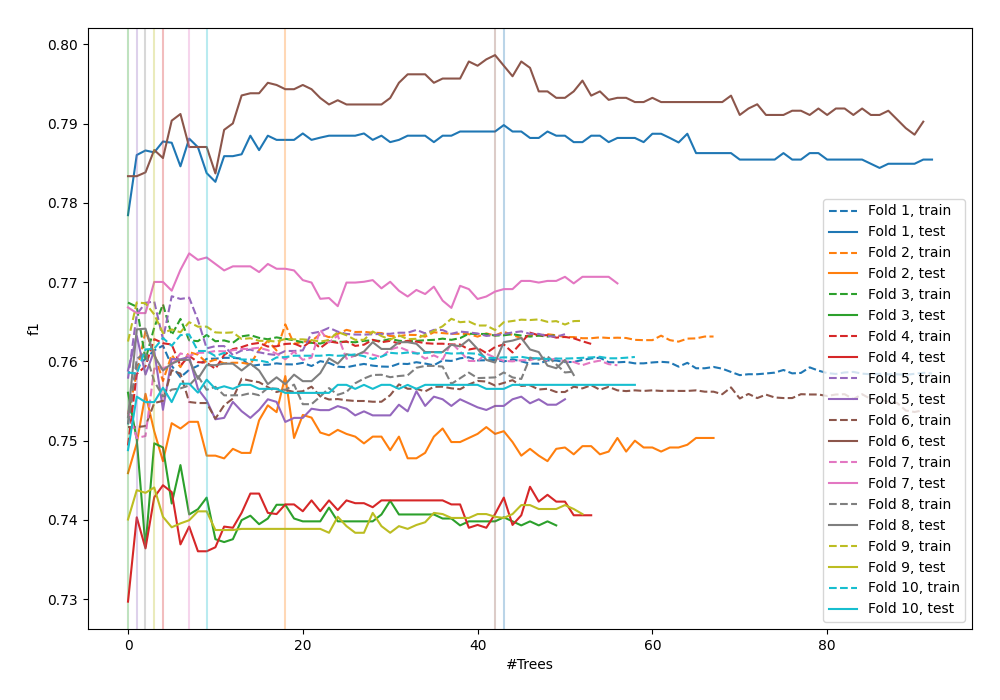 0.80
0.79
0.78
0.77
0.76
0.75
0.74
0.73
f1
0
20
40
60
80
#Trees
Fold 1, train
Fold 1, test
Fold 2, train
Fold 2, test
Fold 3, train
Fold 3, test
Fold 4, train
Fold 4, test
Fold 5, train
Fold 5, test
Fold 6, train
Fold 6, test
Fold 7, train
Fold 7, test
Fold 8, train
Fold 8, test
Fold 9, train
Fold 9, test
Fold 10, train
Fold 10, test